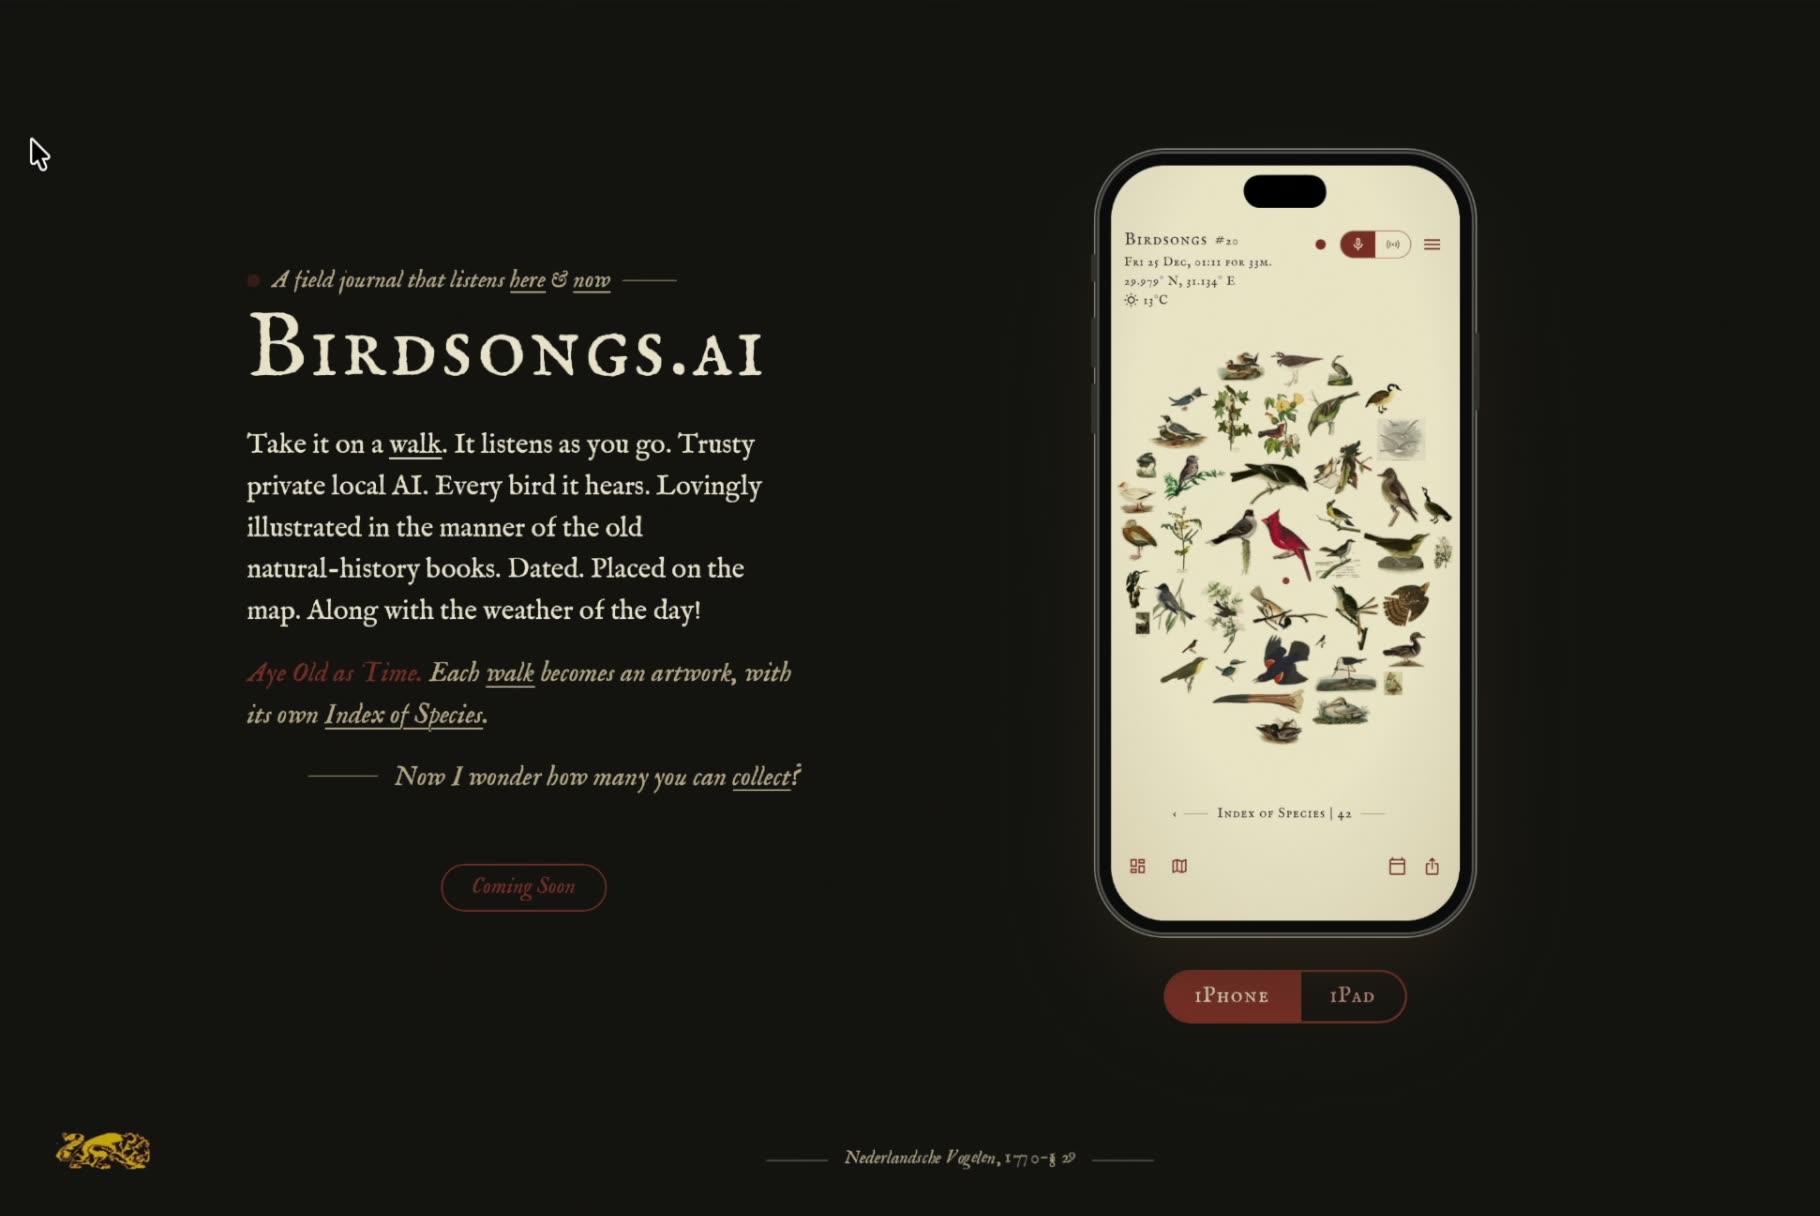 A field journal that listens here & now
Birdsongs.ai
Take it on a walk. It listens as you go. Trusty
private local AI. Every bird it hears. Lovingly
illustrated in the manner of the old
natural-history books. Dated. Placed on the
map. Along with the weather of the day!
Aye Old as Time. Each walk becomes an artwork, with
its own Index of Species.
Now I wonder how many you can collect?
Coming Soon
Birdsongs #20
Fri 25 Dec, 01:11 for 33m.
29.979° N, 31.134° E
13°C
‹ Index of Species | 42
iPhone
iPad
Nederlandsche Vogelen, 1770–